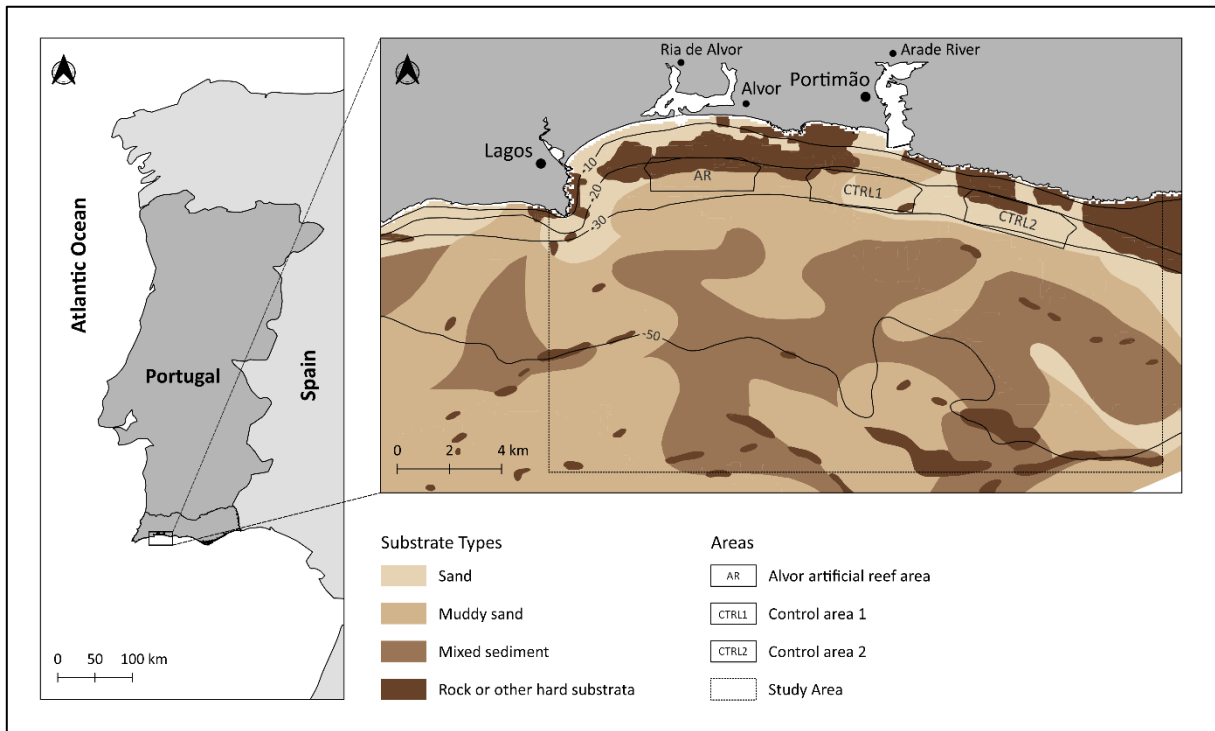 Atlantic Ocean
Portugal
Spain
0 50 100 km
Ria de Alvor
Arade River
Alvor
Portimão
Lagos
-10
-20
-30
AR
CTRL1
CTRL2
-50
0 2 4 km
Substrate Types
Sand
Muddy sand
Mixed sediment
Rock or other hard substrata
Areas
AR Alvor artificial reef area
CTRL1 Control area 1
CTRL2 Control area 2
Study Area